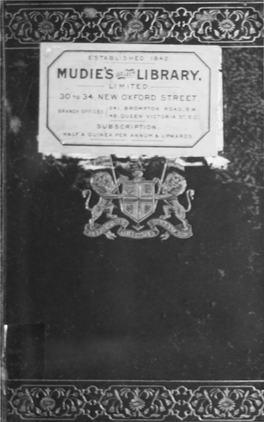 ESTABLISHED 1842.
MUDIE'S SELECT LIBRARY,
LIMITED
30 TO 34, NEW OXFORD STREET
BRANCH OFFICES 241 BROMPTON ROAD, S.W.
48 QUEEN VICTORIA ST. E.C.
SUBSCRIPTION.
HALF A GUINEA PER ANNUM & UPWARDS.